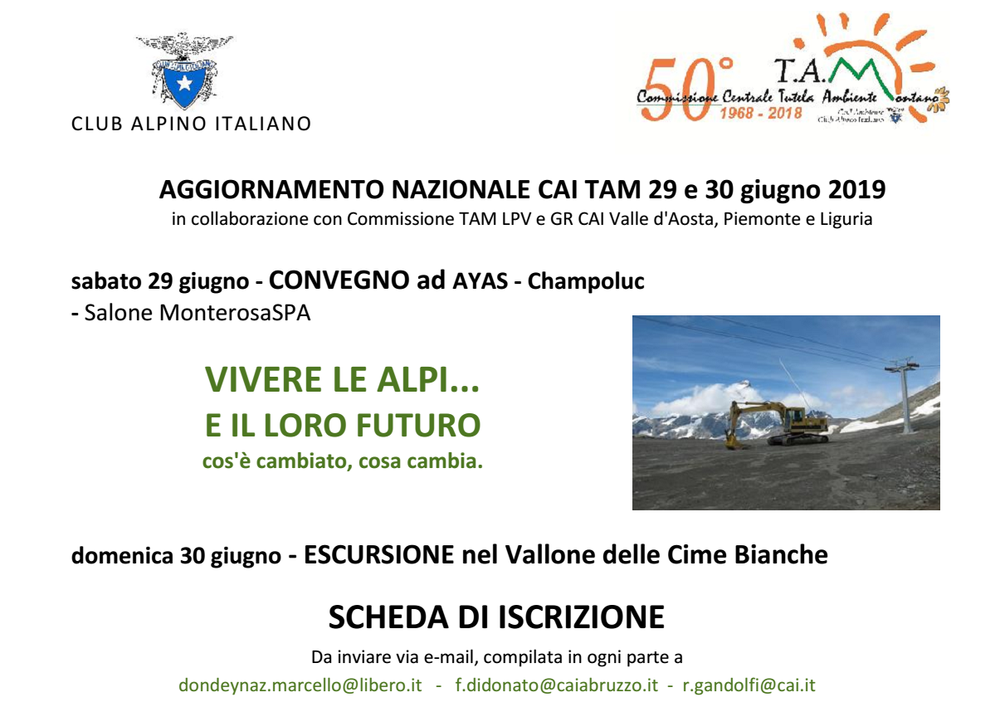 CLUB ALPINO ITALIANO
50° T.A.M
Commissione Centrale Tutela Ambiente Montano
1968 - 2018
Club Alpino Italiano
AGGIORNAMENTO NAZIONALE CAI TAM 29 e 30 giugno 2019
in collaborazione con Commissione TAM LPV e GR CAI Valle d'Aosta, Piemonte e Liguria
sabato 29 giugno - CONVEGNO ad AYAS - Champoluc
- Salone MonterosaSPA
VIVERE LE ALPI...
E IL LORO FUTURO
cos'è cambiato, cosa cambia.
domenica 30 giugno - ESCURSIONE nel Vallone delle Cime Bianche
SCHEDA DI ISCRIZIONE
Da inviare via e-mail, compilata in ogni parte a
dondeynaz.marcello@libero.it - f.didonato@caiabruzzo.it - r.gandolfi@cai.it